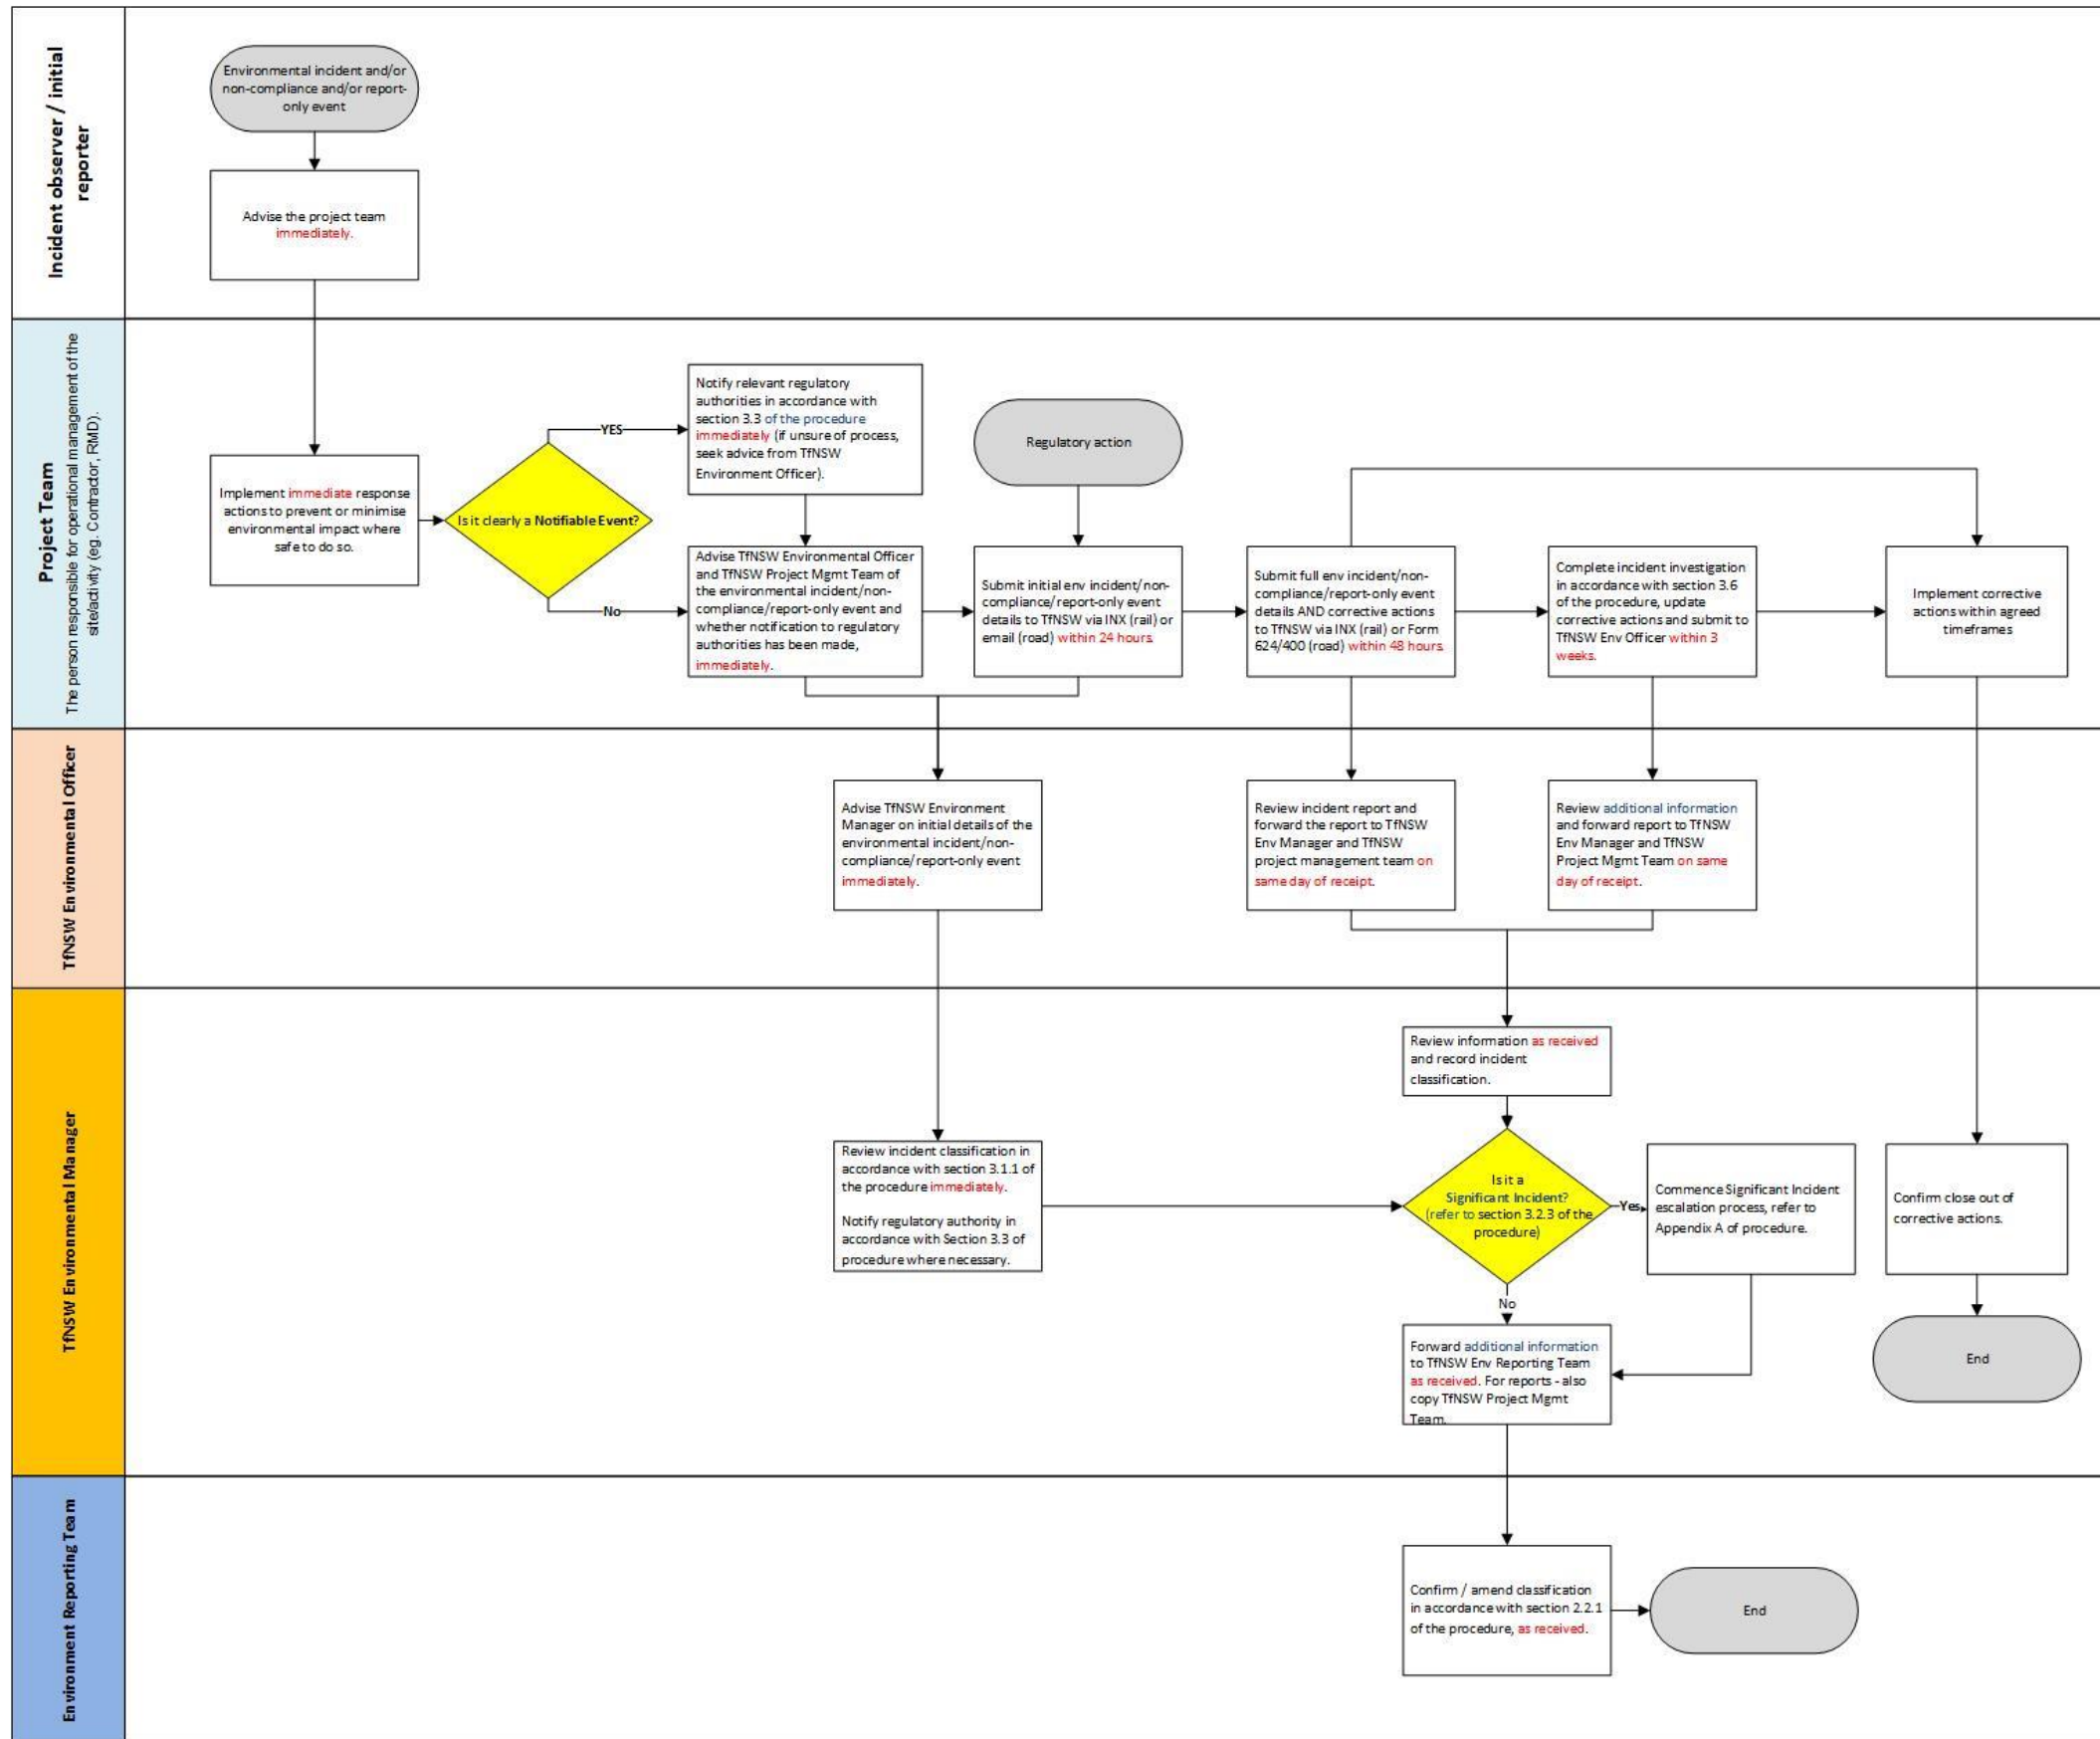 Incident observer / initial
reporter
Environmental incident and/or
non-compliance and/or report-
only event
Advise the project team
immediately.
Project Team
The person responsible for operational management of the
site/activity (eg. Contractor, RMD).
Implement immediate response
actions to prevent or minimise
environmental impact where
safe to do so.
Is it clearly a Notifiable Event?
YES
No
Notify relevant regulatory
authorities in accordance with
section 3.3 of the procedure
immediately (if unsure of process,
seek advice from TfNSW
Environment Officer).
Advise TfNSW Environmental Officer
and TfNSW Project Mgmt Team of
the environmental incident/non-
compliance/report-only event and
whether notification to regulatory
authorities has been made,
immediately.
Regulatory action
Submit initial env incident/non-
compliance/report-only event
details to TfNSW via INX (rail) or
email (road) within 24 hours.
Submit full env incident/non-
compliance/report-only event
details AND corrective actions
to TfNSW via INX (rail) or Form
624/400 (road) within 48 hours.
Complete incident investigation
in accordance with section 3.6
of the procedure, update
corrective actions and submit to
TfNSW Env Officer within 3
weeks.
Implement corrective
actions within agreed
timeframes
TfNSW Environmental Officer
Advise TfNSW Environment
Manager on initial details of the
environmental incident/non-
compliance/report-only event
immediately.
Review incident report and
forward the report to TfNSW
Env Manager and TfNSW
project management team on
same day of receipt.
Review additional information
and forward report to TfNSW
Env Manager and TfNSW
Project Mgmt Team on same
day of receipt.
TfNSW Environmental Manager
Review information as received
and record incident
classification.
Review incident classification in
accordance with section 3.1.1 of
the procedure immediately.
Notify regulatory authority in
accordance with Section 3.3 of
procedure where necessary.
Is it a
Significant Incident?
(refer to section 3.2.3 of the
procedure)
Yes
No
Commence Significant Incident
escalation process, refer to
Appendix A of procedure.
Confirm close out of
corrective actions.
Forward additional information
to TfNSW Env Reporting Team
as received. For reports - also
copy TfNSW Project Mgmt
Team.
End
Environment Reporting Team
Confirm / amend classification
in accordance with section 2.2.1
of the procedure, as received.
End